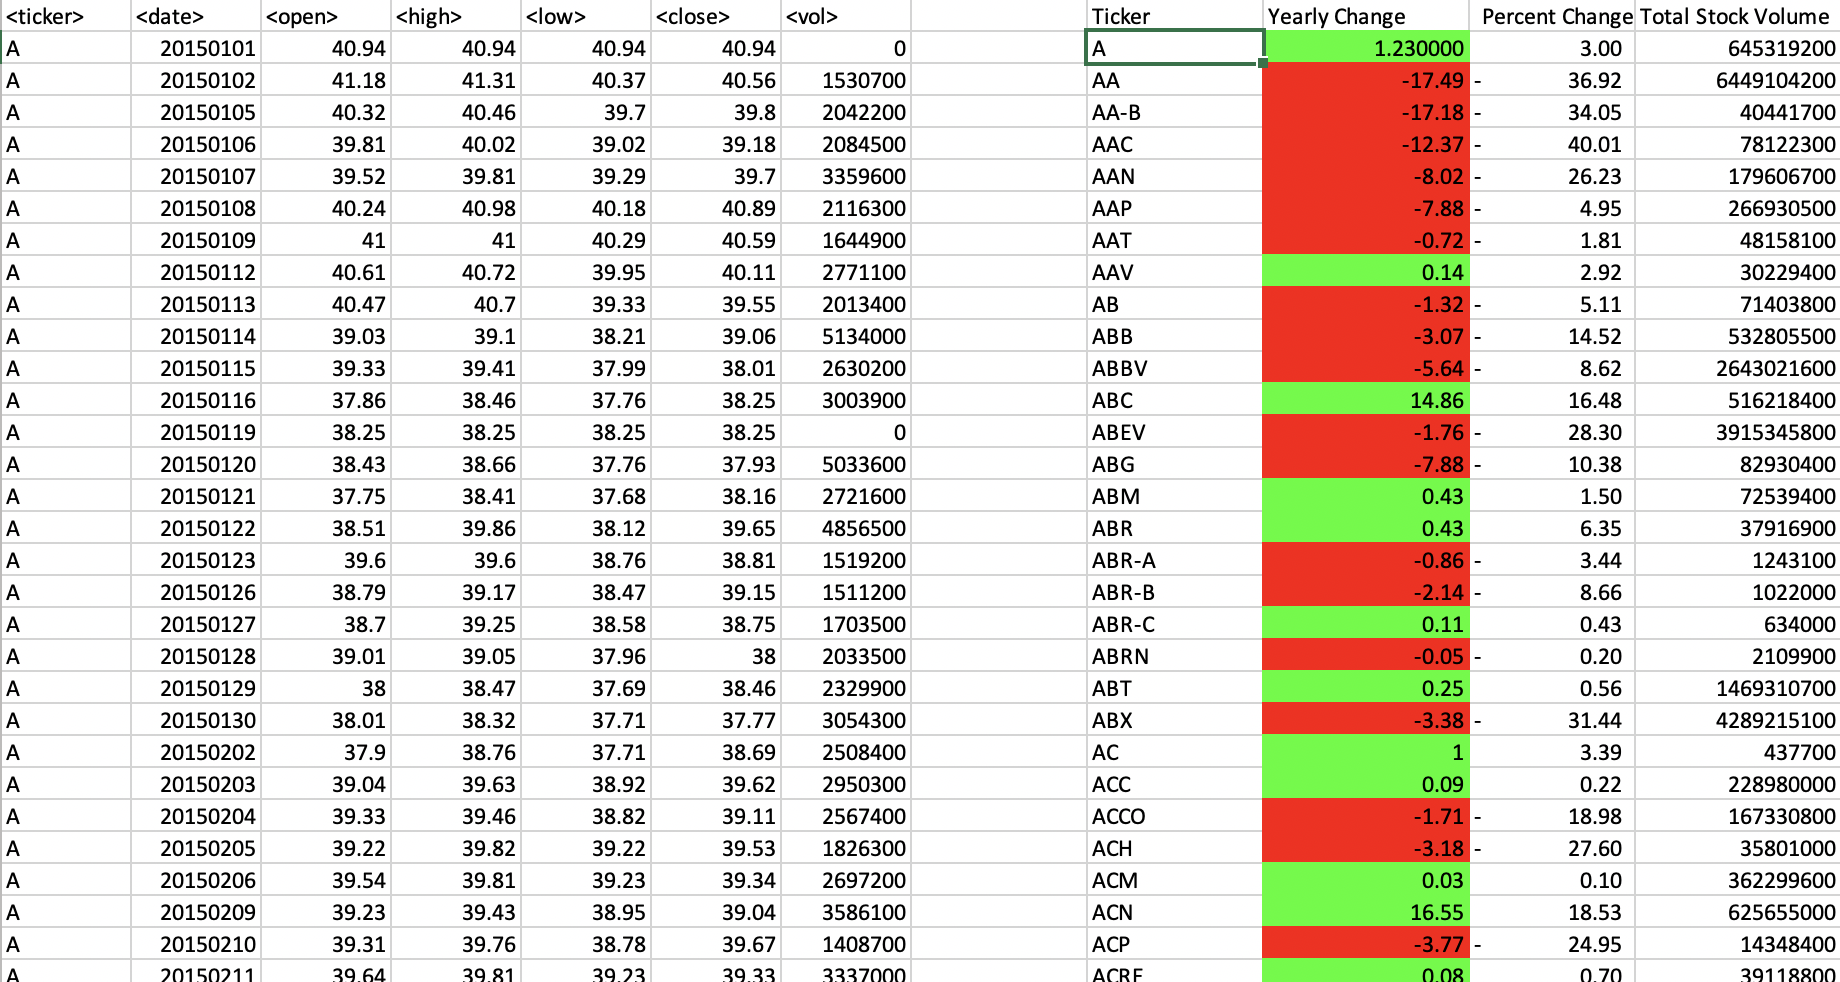 <ticker> <date> <open> <high> <low> <close> <vol> Ticker Yearly Change Percent Change Total Stock Volume
A 20150101 40.94 40.94 40.94 40.94 0 A 1.230000 3.00 645319200
A 20150102 41.18 41.31 40.37 40.56 1530700 AA -17.49 - 36.92 6449104200
A 20150105 40.32 40.46 39.7 39.8 2042200 AA-B -17.18 - 34.05 40441700
A 20150106 39.81 40.02 39.02 39.18 2084500 AAC -12.37 - 40.01 78122300
A 20150107 39.52 39.81 39.29 39.7 3359600 AAN -8.02 - 26.23 179606700
A 20150108 40.24 40.98 40.18 40.89 2116300 AAP -7.88 - 4.95 266930500
A 20150109 41 41 40.29 40.59 1644900 AAT -0.72 - 1.81 48158100
A 20150112 40.61 40.72 39.95 40.11 2771100 AAV 0.14 2.92 30229400
A 20150113 40.47 40.7 39.33 39.55 2013400 AB -1.32 - 5.11 71403800
A 20150114 39.03 39.1 38.21 39.06 5134000 ABB -3.07 - 14.52 532805500
A 20150115 39.33 39.41 37.99 38.01 2630200 ABBV -5.64 - 8.62 2643021600
A 20150116 37.86 38.46 37.76 38.25 3003900 ABC 14.86 16.48 516218400
A 20150119 38.25 38.25 38.25 38.25 0 ABEV -1.76 - 28.30 3915345800
A 20150120 38.43 38.66 37.76 37.93 5033600 ABG -7.88 - 10.38 82930400
A 20150121 37.75 38.41 37.68 38.16 2721600 ABM 0.43 1.50 72539400
A 20150122 38.51 39.86 38.12 39.65 4856500 ABR 0.43 6.35 37916900
A 20150123 39.6 39.6 38.76 38.81 1519200 ABR-A -0.86 - 3.44 1243100
A 20150126 38.79 39.17 38.47 39.15 1511200 ABR-B -2.14 - 8.66 1022000
A 20150127 38.7 39.25 38.58 38.75 1703500 ABR-C 0.11 0.43 634000
A 20150128 39.01 39.05 37.96 38 2033500 ABRN -0.05 - 0.20 2109900
A 20150129 38 38.47 37.69 38.46 2329900 ABT 0.25 0.56 1469310700
A 20150130 38.01 38.32 37.71 37.77 3054300 ABX -3.38 - 31.44 4289215100
A 20150202 37.9 38.76 37.71 38.69 2508400 AC 1 3.39 437700
A 20150203 39.04 39.63 38.92 39.62 2950300 ACC 0.09 0.22 228980000
A 20150204 39.33 39.46 38.82 39.11 2567400 ACCO -1.71 - 18.98 167330800
A 20150205 39.22 39.82 39.22 39.53 1826300 ACH -3.18 - 27.60 35801000
A 20150206 39.54 39.81 39.23 39.34 2697200 ACM 0.03 0.10 362299600
A 20150209 39.23 39.43 38.95 39.04 3586100 ACN 16.55 18.53 625655000
A 20150210 39.31 39.76 38.78 39.67 1408700 ACP -3.77 - 24.95 14348400
A 20150211 39.64 39.81 39.23 39.33 3337000 ACRE 0.08 0.70 39118800